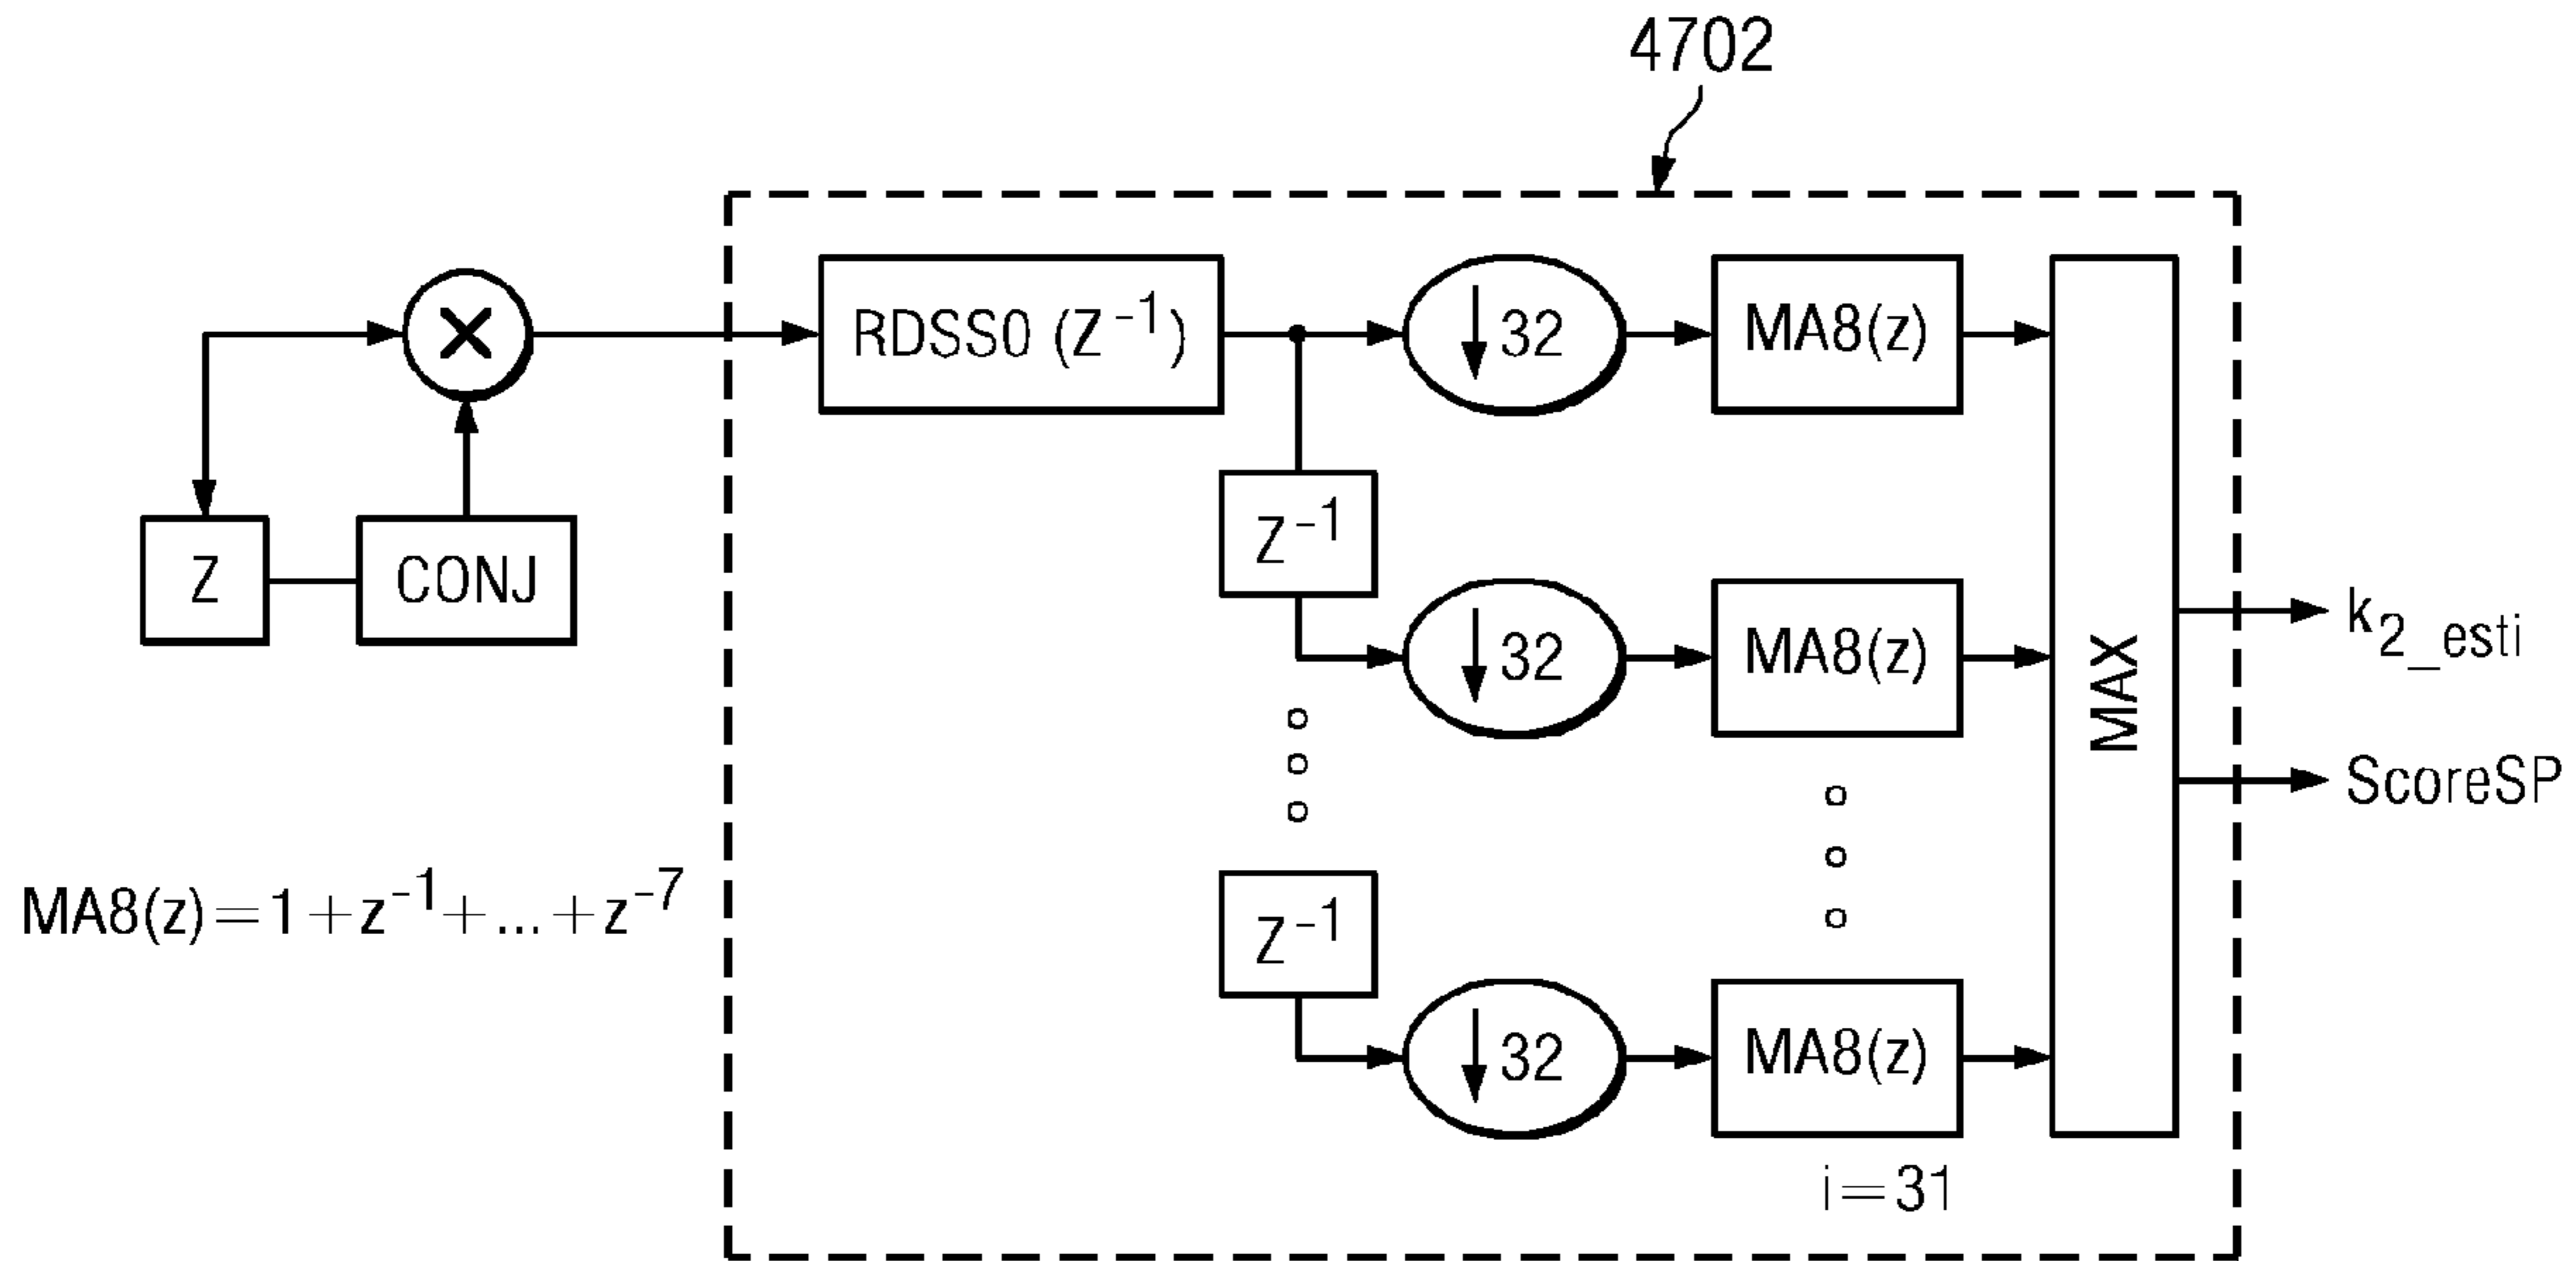 4702
RDSS0 (Z⁻¹)
↓ 32
MA8(z)
Z
CONJ
Z⁻¹
↓ 32
MA8(z)
MAX
k₂_esti
ScoreSP
MA8(z)=1+z⁻¹+...+z⁻⁷
Z⁻¹
↓ 32
MA8(z)
i=31